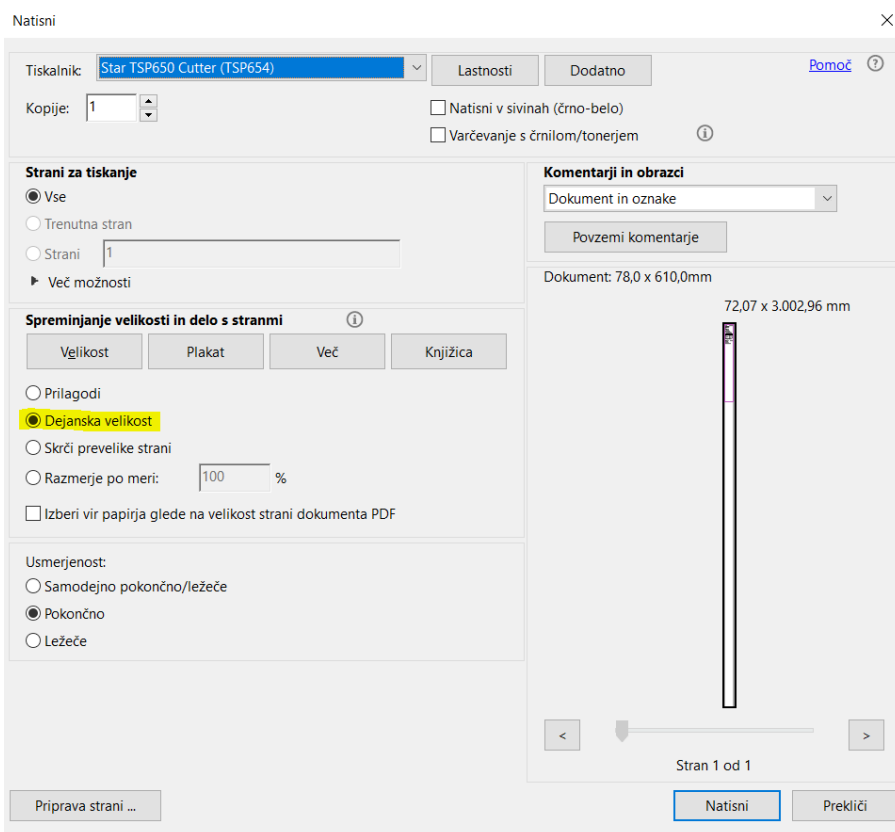 Natisni
Tiskalnik: Star TSP650 Cutter (TSP654) Lastnosti Dodatno Pomoč
Kopije: 1 Natisni v sivinah (črno-belo)
Varčevanje s črnilom/tonerjem
Strani za tiskanje
Vse
Trenutna stran
Strani 1
Več možnosti
Spreminjanje velikosti in delo s stranmi
Velikost Plakat Več Knjižica
Prilagodi
Dejanska velikost
Skrči prevelike strani
Razmerje po meri: 100 %
Izberi vir papirja glede na velikost strani dokumenta PDF
Usmerjenost:
Samodejno pokončno/ležeče
Pokončno
Ležeče
Komentarji in obrazci
Dokument in oznake
Povzemi komentarje
Dokument: 78,0 x 610,0mm
72,07 x 3.002,96 mm
< >
Stran 1 od 1
Priprava strani ... Natisni Prekliči